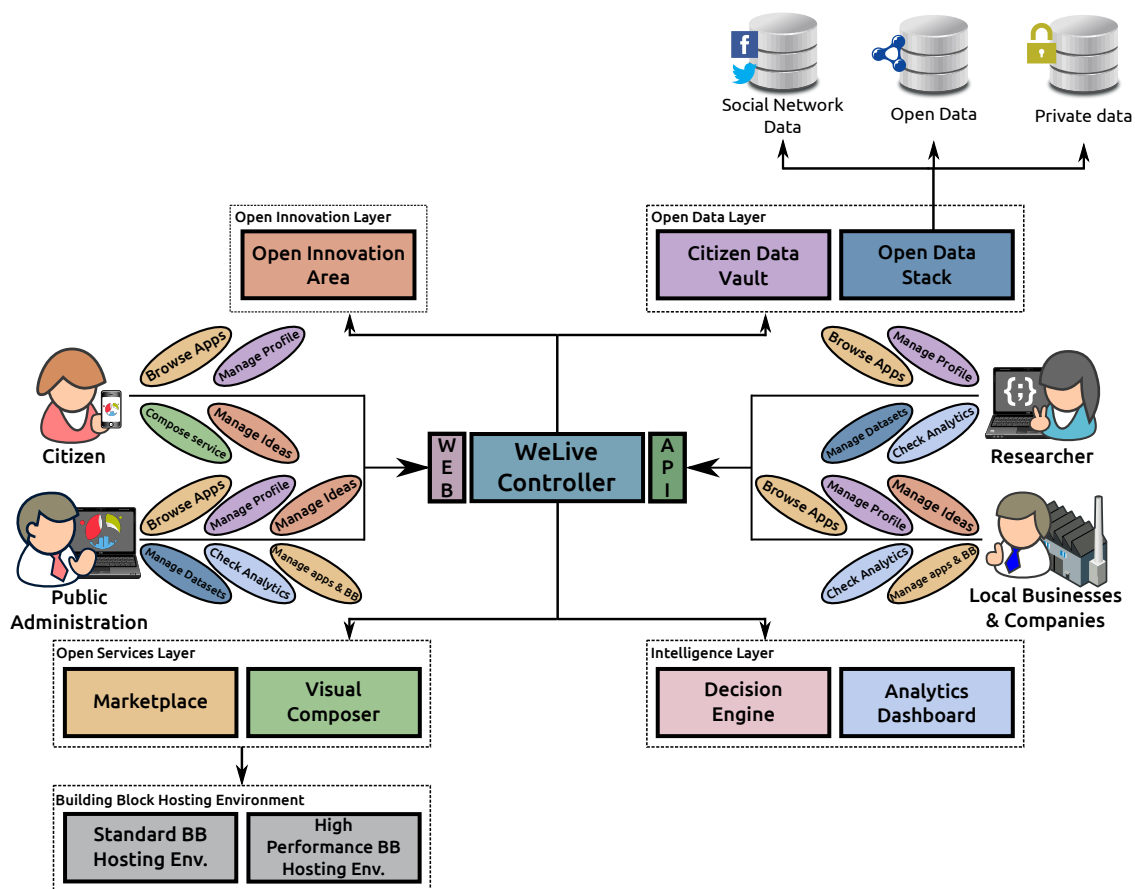 Social Network
Data
Open Data
Private data
Open Innovation Layer
Open Innovation
Area
Open Data Layer
Citizen Data
Vault
Open Data
Stack
Browse Apps
Manage Profile
Compose service
Manage Ideas
Citizen
Browse Apps
Manage Profile
Manage Datasets
Check Analytics
{;}
Researcher
WEB
WeLive
Controller
API
Browse Apps
Manage Profile
Manage Ideas
Manage Datasets
Check Analytics
Manage apps & BB
Public
Administration
Browse Apps
Manage Profile
Manage Ideas
Check Analytics
Manage apps & BB
Local Businesses
& Companies
Open Services Layer
Marketplace
Visual
Composer
Intelligence Layer
Decision
Engine
Analytics
Dashboard
Building Block Hosting Environment
Standard BB
Hosting Env.
High
Performance BB
Hosting Env.